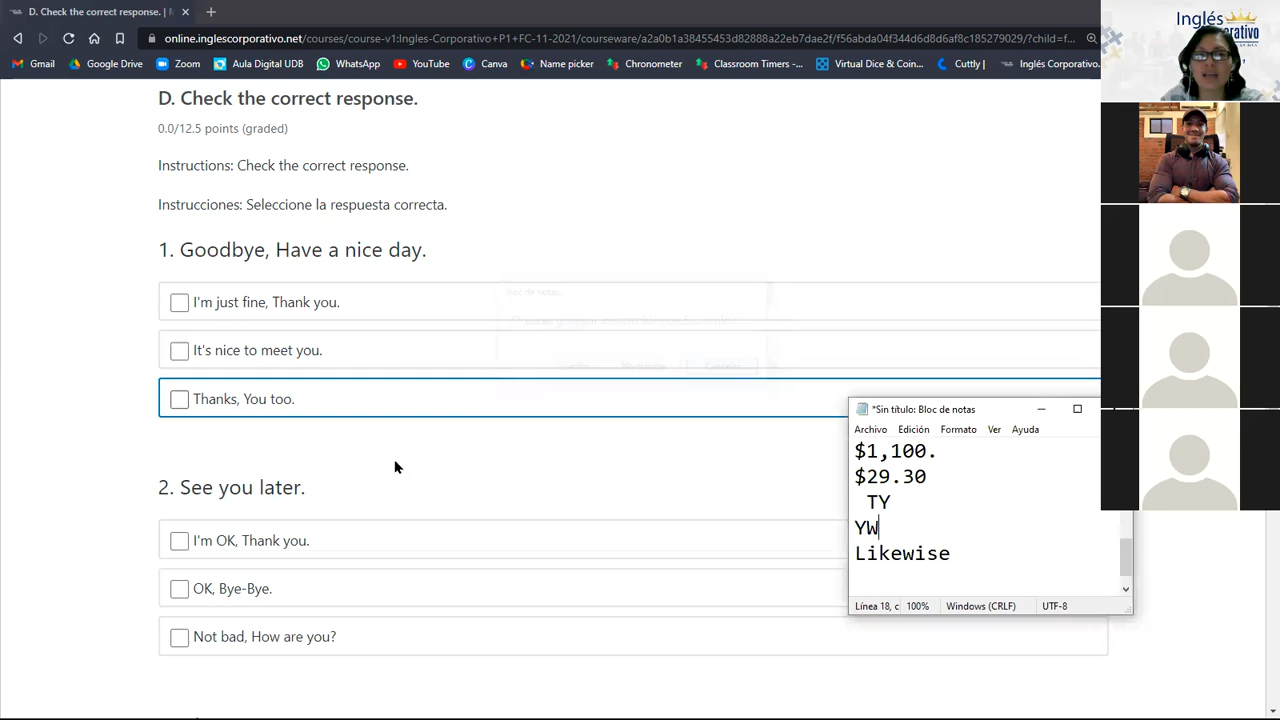 D. Check the correct response. |
online.inglescorporativo.net/courses/course-v1:Ingles-Corporativo+P1+FC-11-2021/courseware/a2a0b1a38455453d82888a22eb7dae2f/f56abda04f344d6d8d6af8c185279029/?child=f...
Gmail
Google Drive
Zoom
Aula Digital UDB
WhatsApp
YouTube
Canva
Name picker
Chronometer
Classroom Timers -...
Virtual Dice & Coin...
Cuttly |
Inglés Corporativo.
Inglés
D. Check the correct response.
0.0/12.5 points (graded)
Instructions: Check the correct response.
Instrucciones: Seleccione la respuesta correcta.
1. Goodbye, Have a nice day.
I'm just fine, Thank you.
It's nice to meet you.
Thanks, You too.
2. See you later.
I'm OK, Thank you.
OK, Bye-Bye.
Not bad, How are you?
*Sin título: Bloc de notas
Archivo Edición Formato Ver Ayuda
$1,100.
$29.30
TY
YW
Likewise
Línea 18, c 100% Windows (CRLF) UTF-8